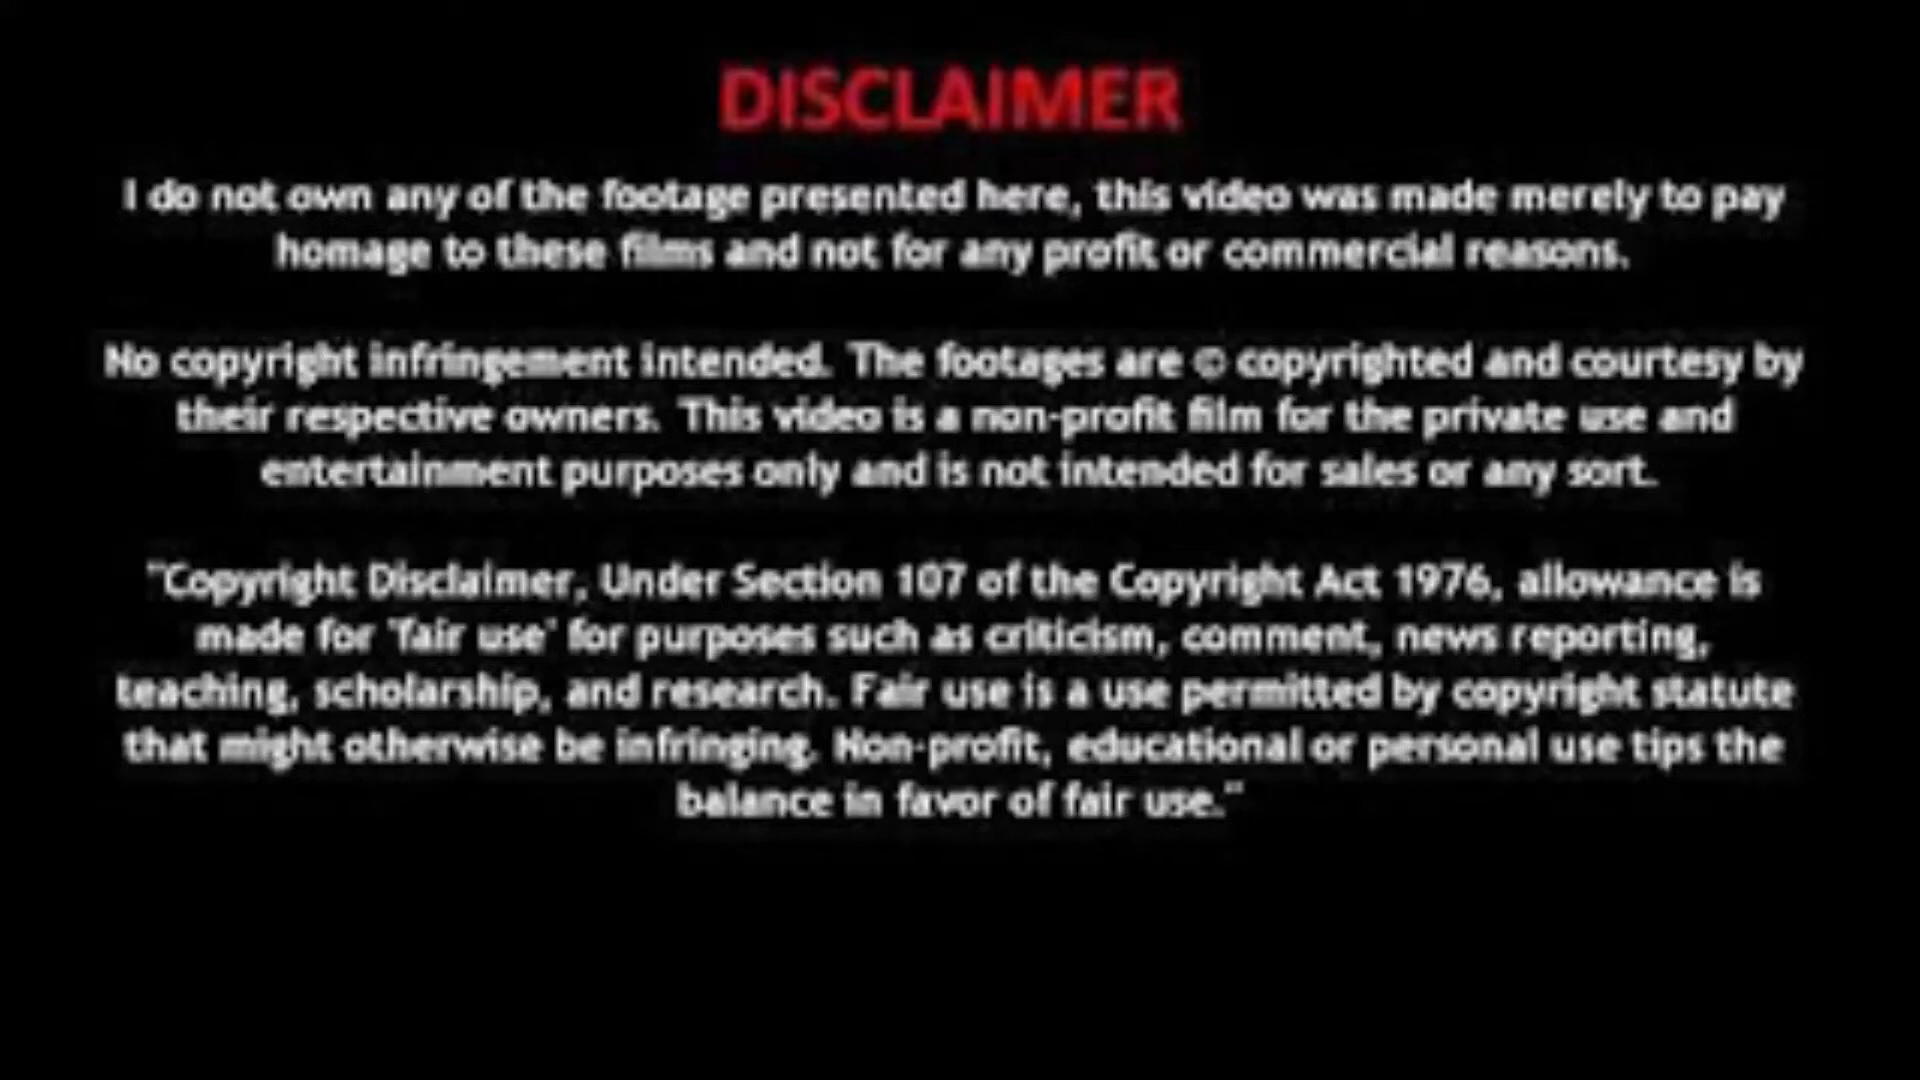 DISCLAIMER
I do not own any of the footage presented here, this video was made merely to pay
homage to these films and not for any profit or commercial reasons.
No copyright infringement intended. The footages are © copyrighted and courtesy by
their respective owners. This video is a non-profit film for the private use and
entertainment purposes only and is not intended for sales or any sort.
"Copyright Disclaimer, Under Section 107 of the Copyright Act 1976, allowance is
made for 'fair use' for purposes such as criticism, comment, news reporting,
teaching, scholarship, and research. Fair use is a use permitted by copyright statute
that might otherwise be infringing. Non-profit, educational or personal use tips the
balance in favor of fair use."